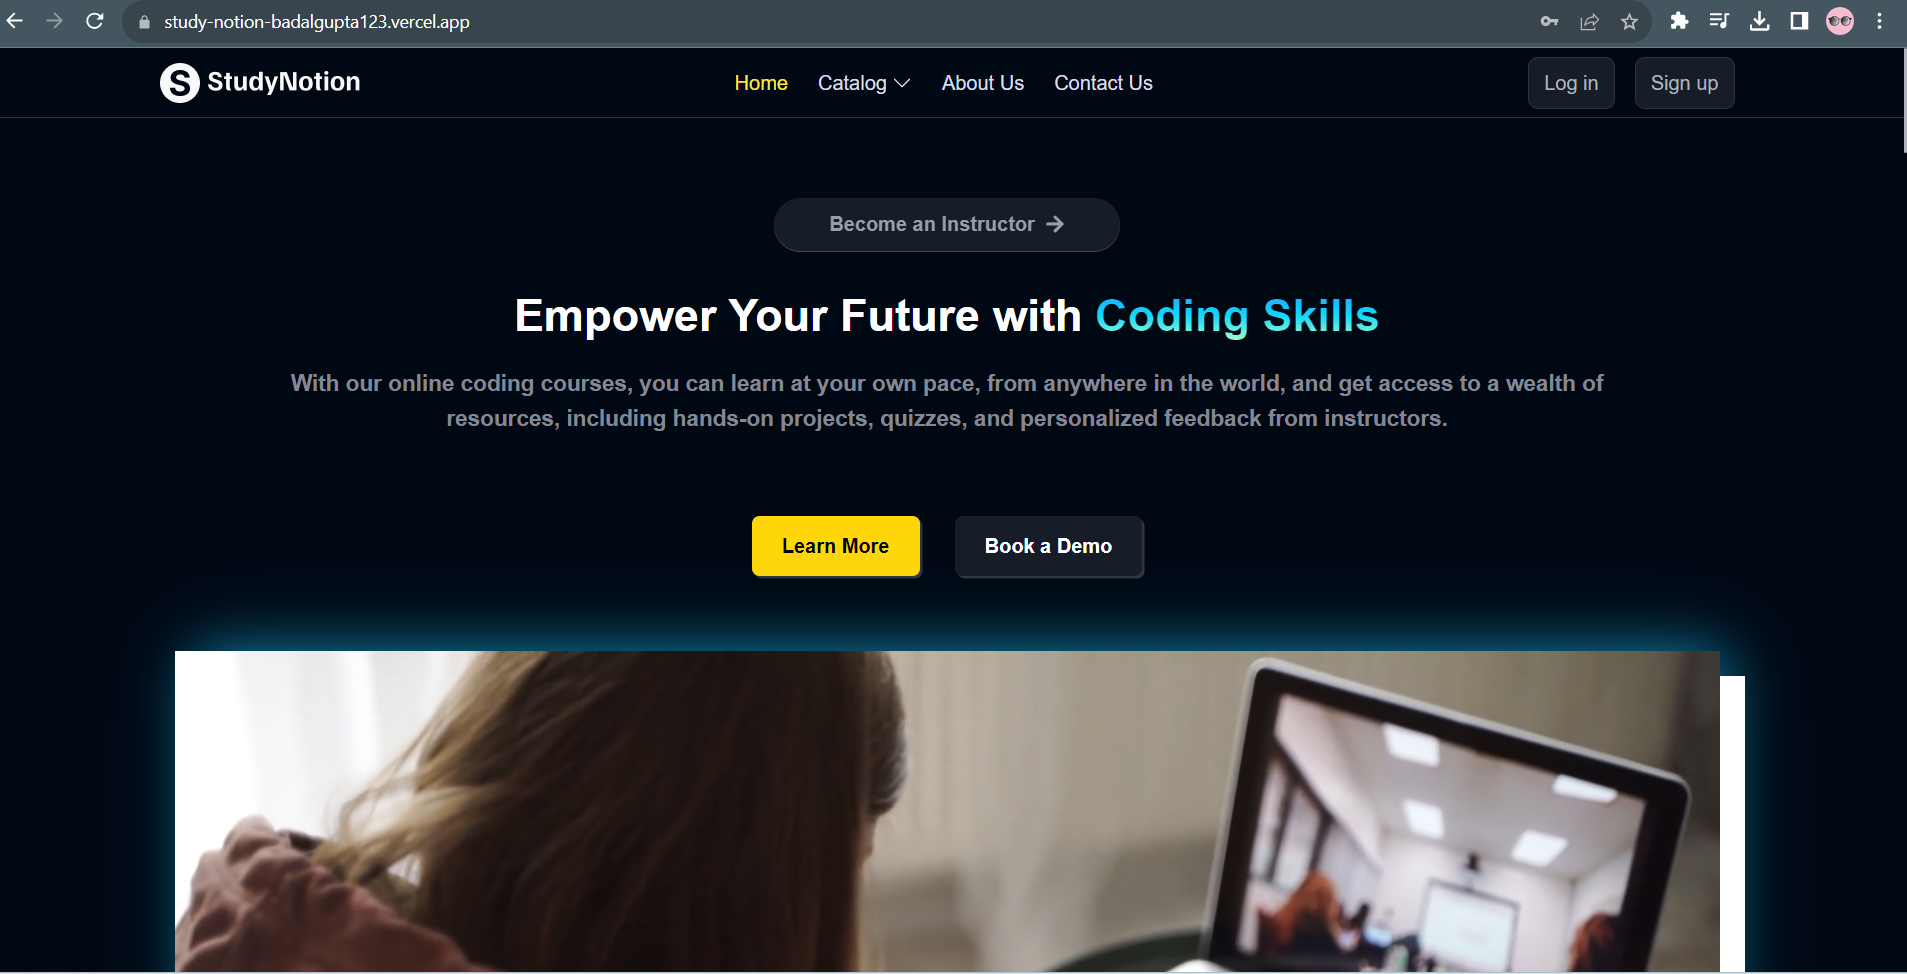 study-notion-badalgupta123.vercel.app
S StudyNotion
Home Catalog About Us Contact Us
Log in Sign up
Become an Instructor →
Empower Your Future with Coding Skills
With our online coding courses, you can learn at your own pace, from anywhere in the world, and get access to a wealth of
resources, including hands-on projects, quizzes, and personalized feedback from instructors.
Learn More Book a Demo